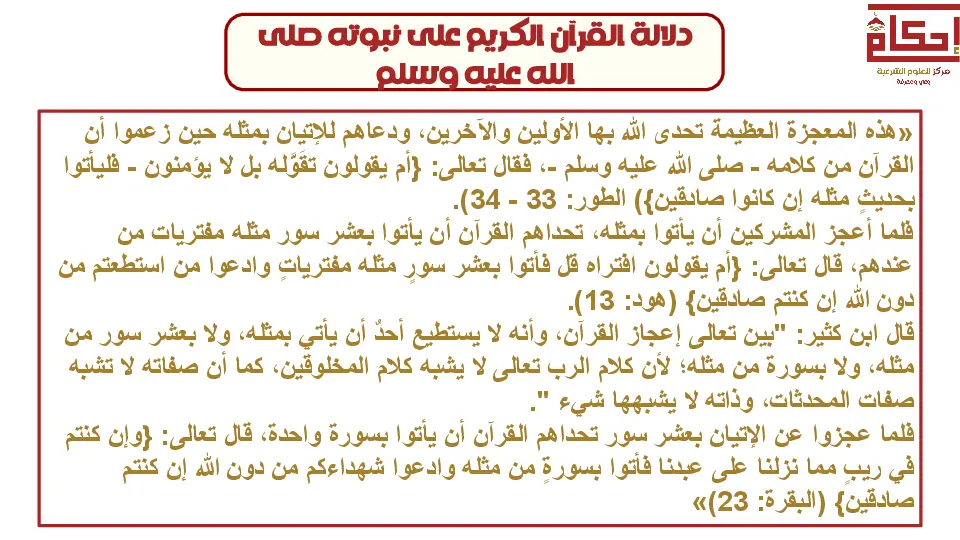 دلالة القرآن الكريم على نبوته صلى
الله عليه وسلم
إحكام
مركز للعلوم الشرعية
وعي ومعرفة
«هذه المعجزة العظيمة تحدى الله بها الأولين والآخرين، ودعاهم للإتيان بمثله حين زعموا أن
القرآن من كلامه - صلى الله عليه وسلم -، فقال تعالى: {أم يقولون تقَوَّله بل لا يؤمنون - فليأتوا
بحديثٍ مثله إن كانوا صادقين}) الطور: 33 - 34).
فلما أعجز المشركين أن يأتوا بمثله، تحداهم القرآن أن يأتوا بعشر سور مثله مفتريات من
عندهم، قال تعالى: {أم يقولون افتراه قل فأتوا بعشر سورٍ مثله مفترياتٍ وادعوا من استطعتم من
دون الله إن كنتم صادقين} (هود: 13).
قال ابن كثير: "بين تعالى إعجاز القرآن، وأنه لا يستطيع أحدٌ أن يأتي بمثله، ولا بعشر سور من
مثله، ولا بسورة من مثله؛ لأن كلام الرب تعالى لا يشبه كلام المخلوقين، كما أن صفاته لا تشبه
صفات المحدثات، وذاته لا يشبهها شيء ".
فلما عجزوا عن الإتيان بعشر سور تحداهم القرآن أن يأتوا بسورة واحدة، قال تعالى: {وإن كنتم
في ريبٍ مما نزلنا على عبدنا فأتوا بسورةٍ من مثله وادعوا شهداءكم من دون الله إن كنتم
صادقين} (البقرة: 23)»